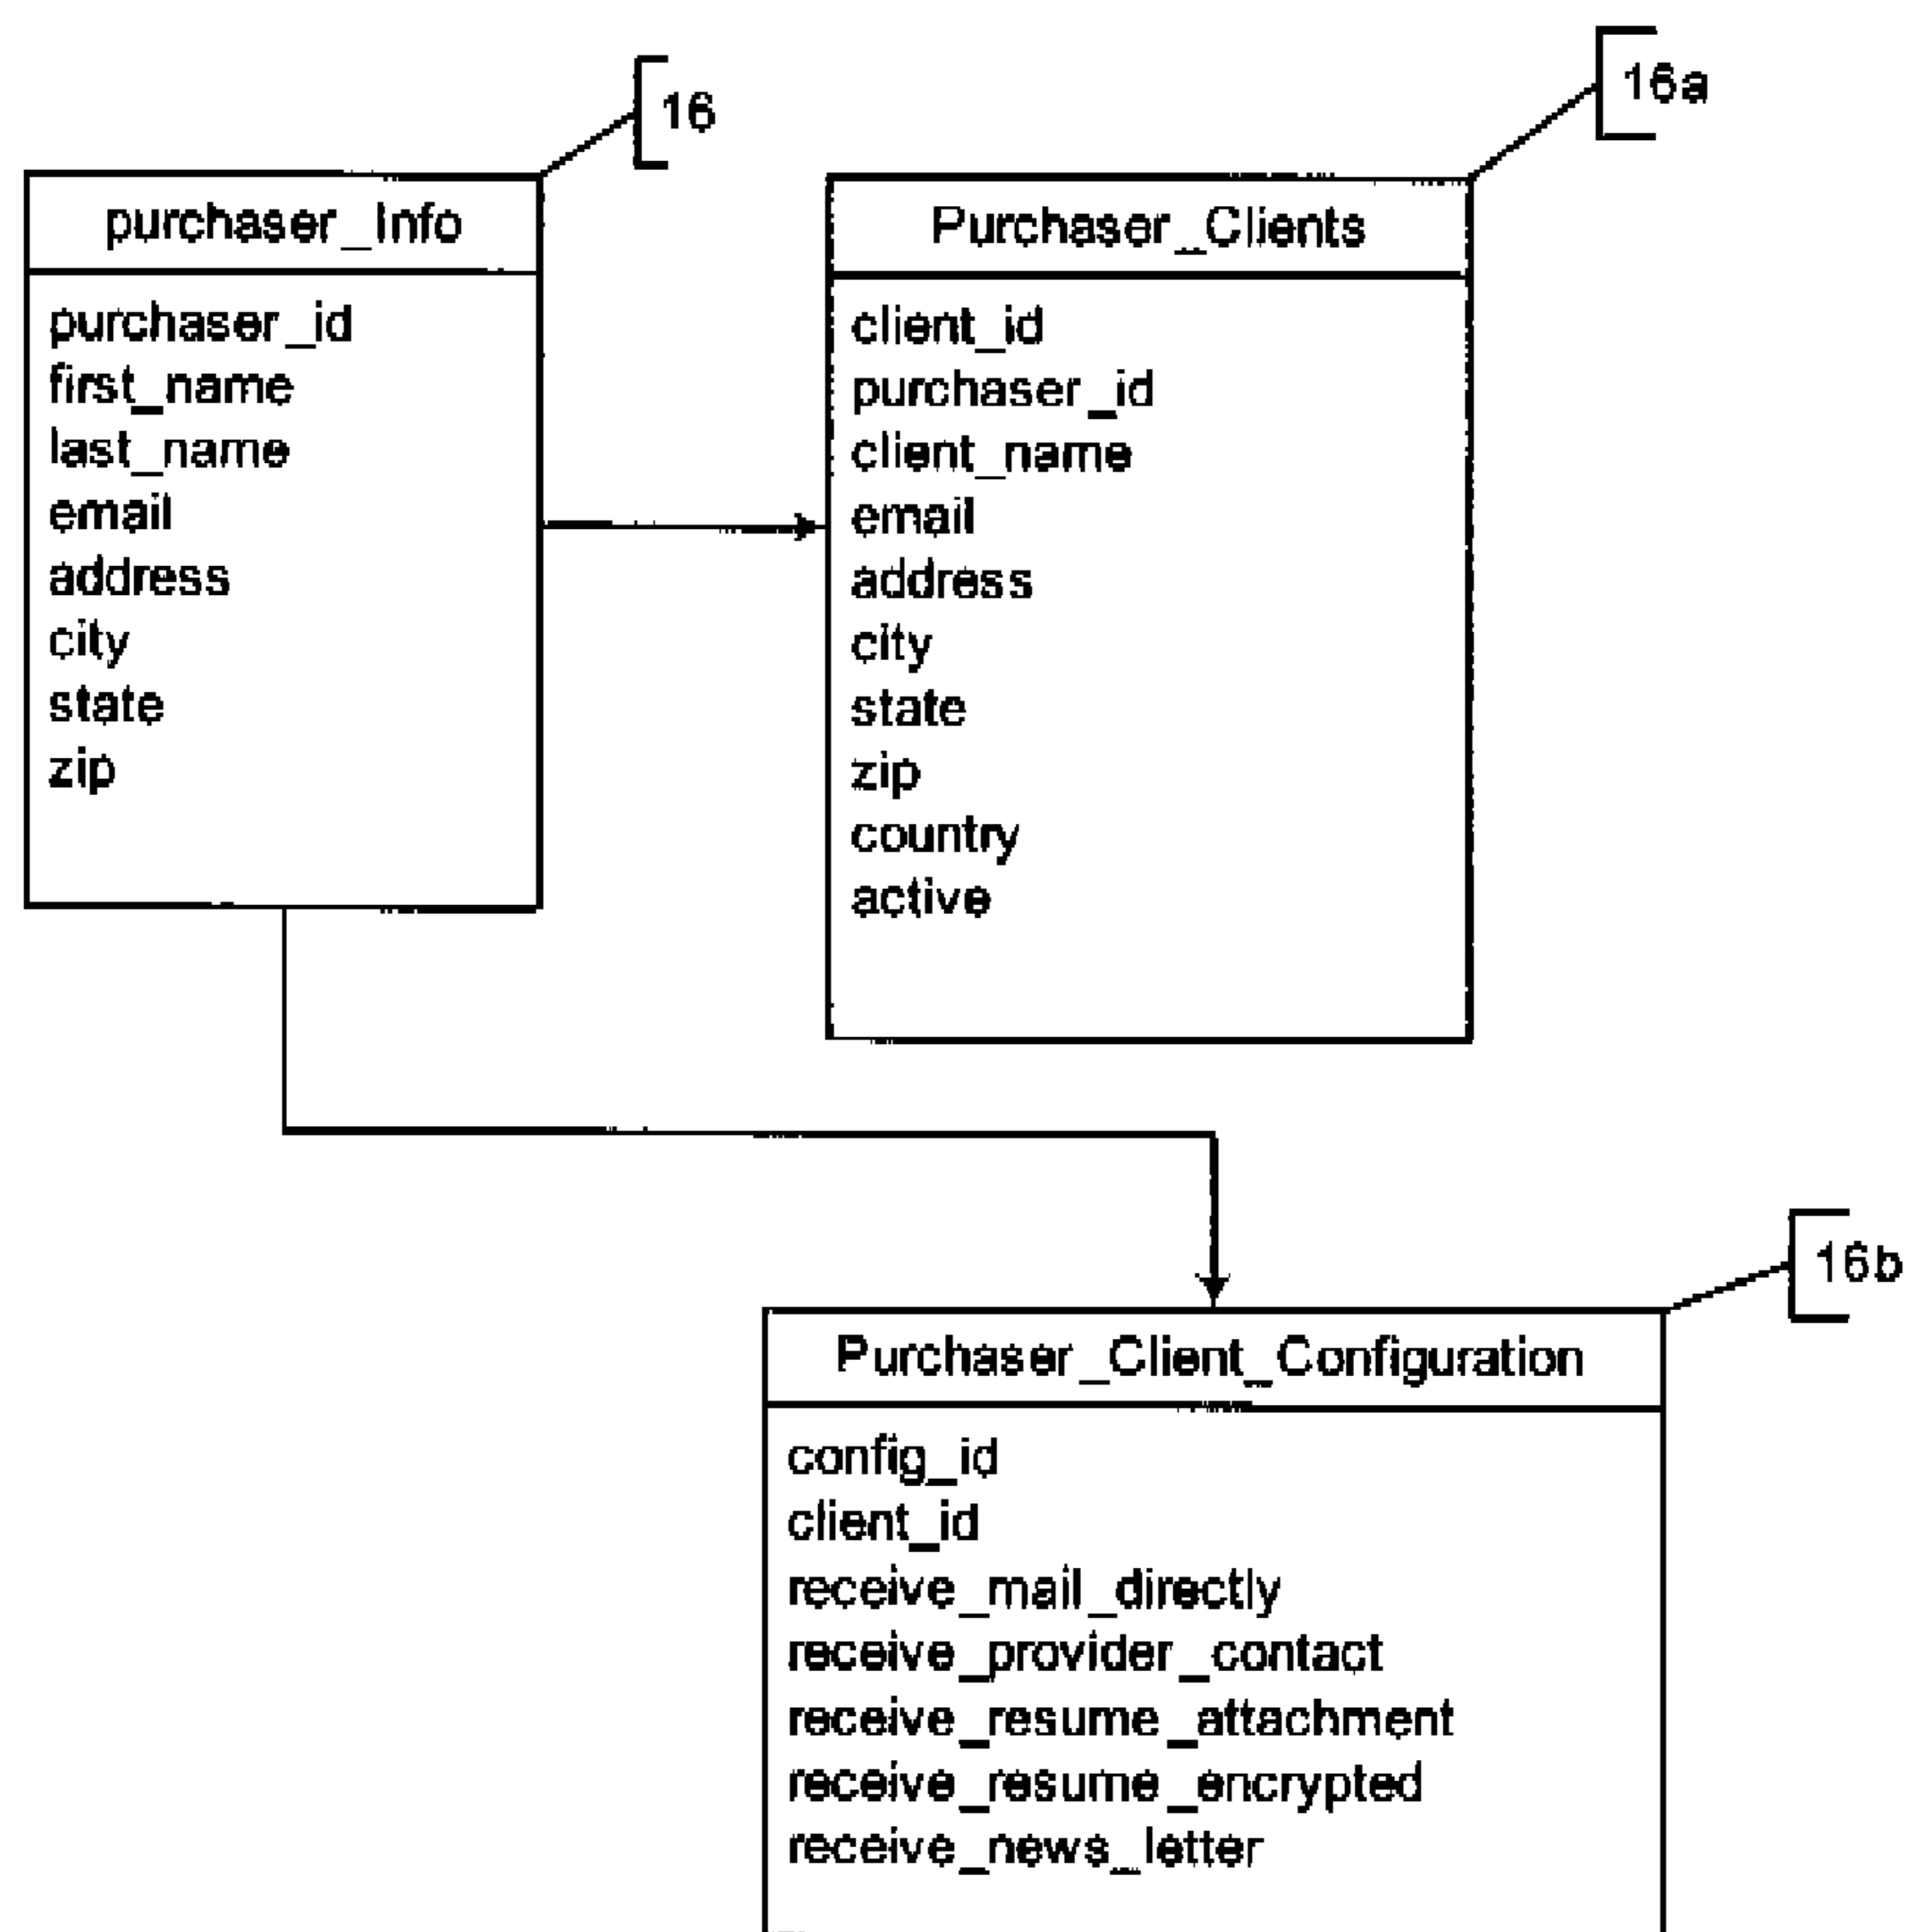 16
purchaser_Info
purchaser_id
first_name
last_name
email
address
city
state
zip
16a
Purchaser_Clients
client_id
purchaser_id
client_name
email
address
city
state
zip
country
active
16b
Purchaser_Client_Configuration
config_id
client_id
receive_mail_directly
receive_provider_contact
receive_resume_attachment
receive_resume_encrypted
receive_news_letter